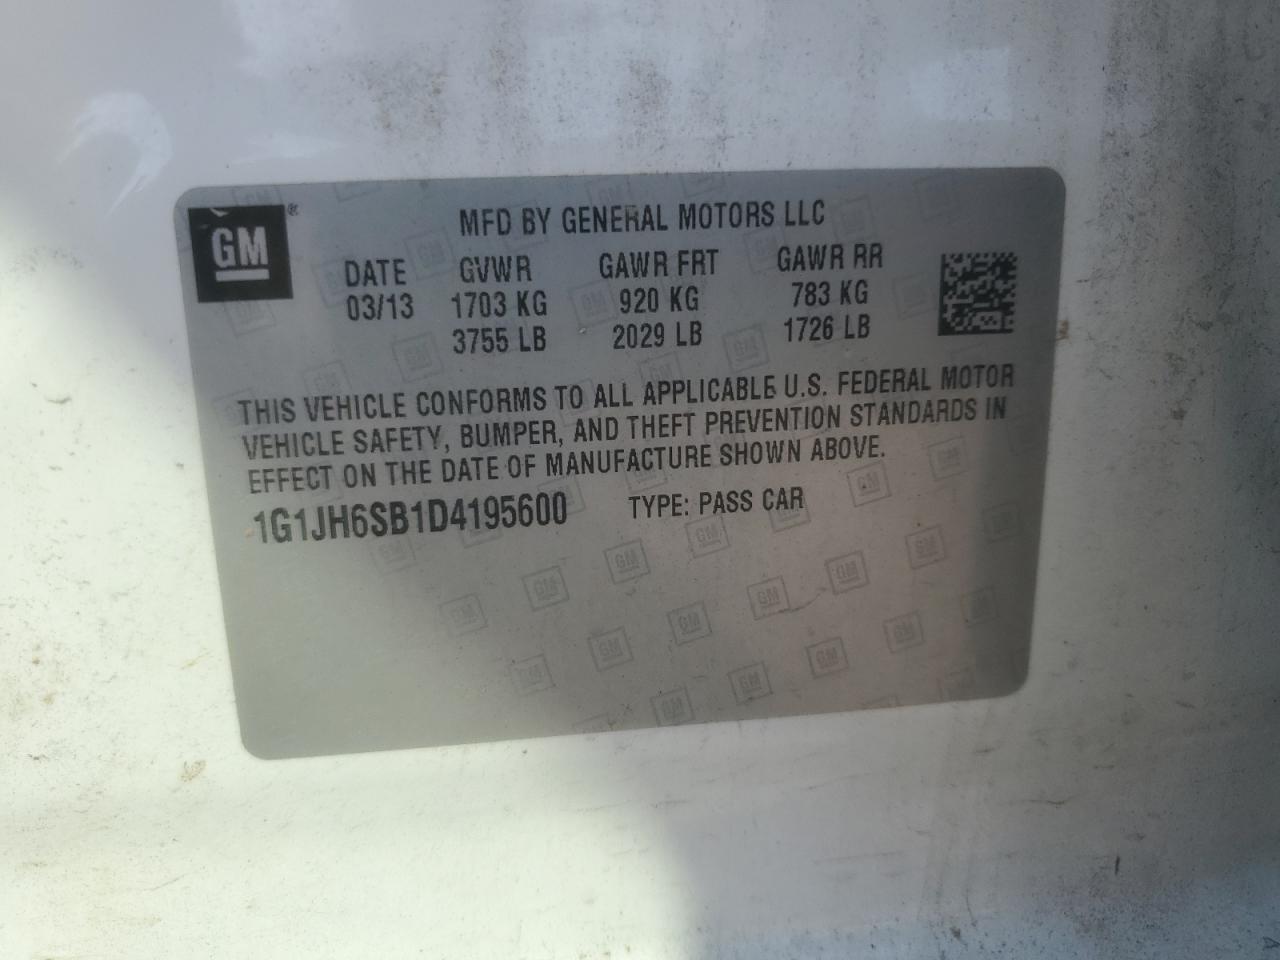 GM ®
MFD BY GENERAL MOTORS LLC
DATE GVWR GAWR FRT GAWR RR
03/13 1703 KG 920 KG 783 KG
3755 LB 2029 LB 1726 LB
THIS VEHICLE CONFORMS TO ALL APPLICABLE U.S. FEDERAL MOTOR
VEHICLE SAFETY, BUMPER, AND THEFT PREVENTION STANDARDS IN
EFFECT ON THE DATE OF MANUFACTURE SHOWN ABOVE.
1G1JH6SB1D4195600 TYPE: PASS CAR